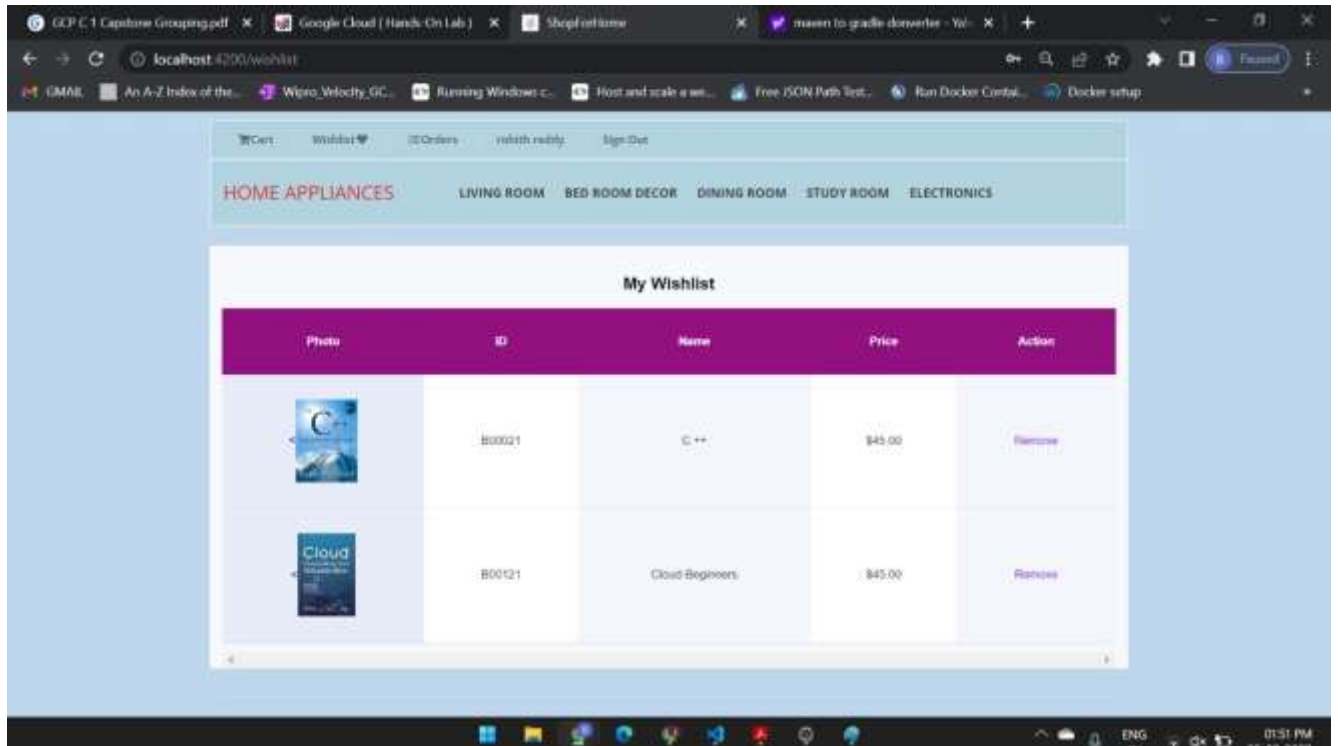 GCP C 1 Capstone Grouping.pdf Google Cloud ( Hands-On Lab ) ShopForHome maven to gradle converter - Yah
localhost:4200/wishlist Paused
GMAIL An A-Z Index of the... Wipro_Velocity_GC... Running Windows c... Host and scale a we... Free JSON Path Test... Run Docker Contai... Docker setup
Cart Wishlist Orders Sign Out
HOME APPLIANCES LIVING ROOM BED ROOM DECOR DINING ROOM STUDY ROOM ELECTRONICS
My Wishlist
Photo ID Name Price Action
C++
B00021 C ++ $45.00 Remove
Cloud
B00121 Cloud Beginners $45.00 Remove
ENG 01:51 PM